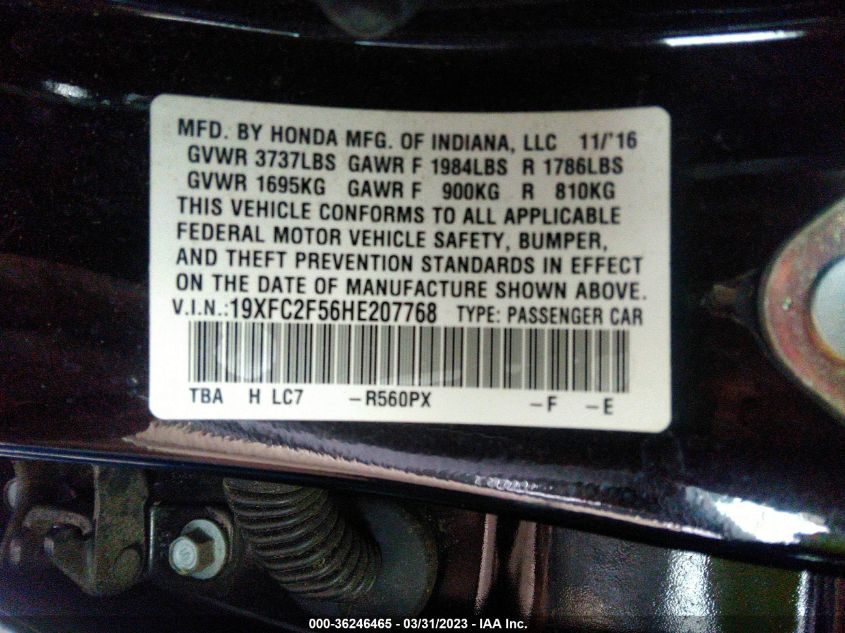 MFD. BY HONDA MFG. OF INDIANA, LLC 11/'16
GVWR 3737LBS GAWR F 1984LBS R 1786LBS
GVWR 1695KG GAWR F 900KG R 810KG
THIS VEHICLE CONFORMS TO ALL APPLICABLE
FEDERAL MOTOR VEHICLE SAFETY, BUMPER,
AND THEFT PREVENTION STANDARDS IN EFFECT
ON THE DATE OF MANUFACTURE SHOWN ABOVE.
V.I.N.:19XFC2F56HE207768 TYPE: PASSENGER CAR
TBA H LC7 –R560PX –F –E
000-36246465 - 03/31/2023 - IAA Inc.